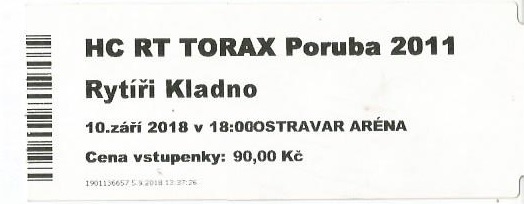 HC RT TORAX Poruba 2011
Rytíři Kladno
10.září 2018 v 18:00OSTRAVAR ARÉNA
Cena vstupenky: 90,00 Kč
1901136657 5.9.2018 13:37:26